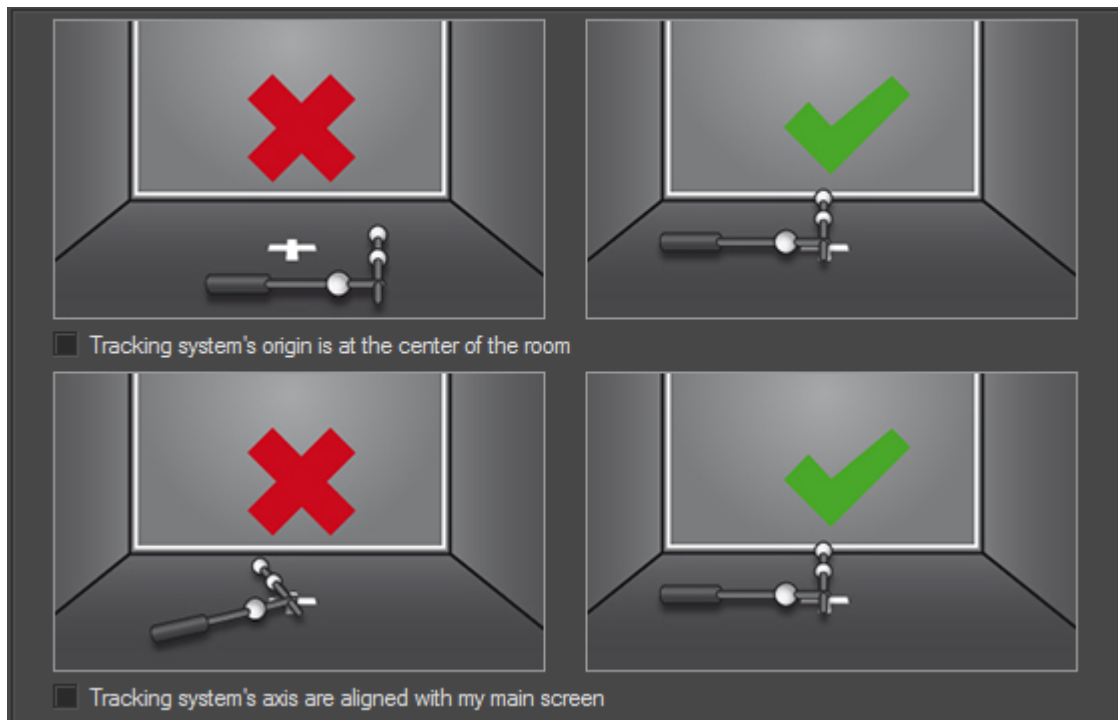 Tracking system's origin is at the center of the room
Tracking system's axis are aligned with my main screen